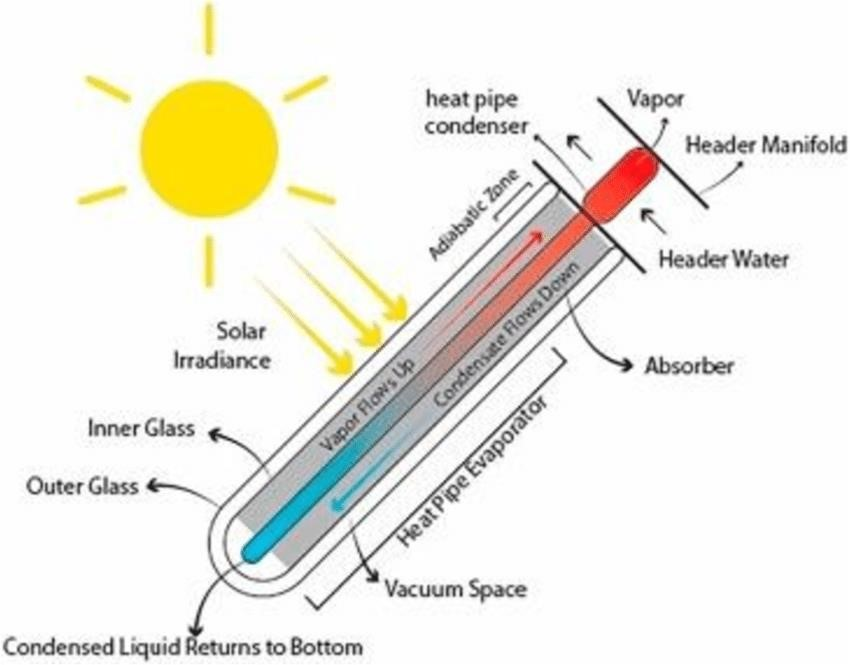 heat pipe
condenser
Vapor
Header Manifold
Adiabatic Zone
Header Water
Solar
Irradiance
Absorber
Vapor Flows Up
Condensate Flows Down
Inner Glass
Outer Glass
Heat Pipe Evaporator
Vacuum Space
Condensed Liquid Returns to Bottom